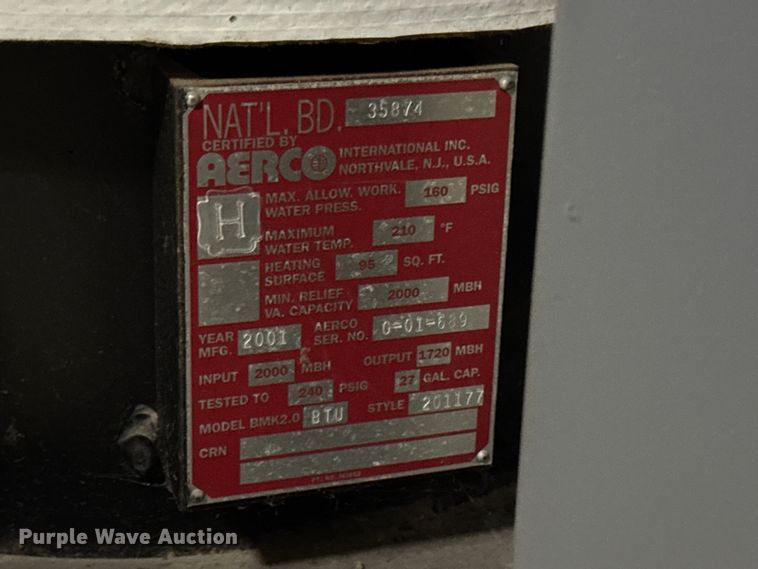 NAT'L. BD. 35874
CERTIFIED BY
AERCO INTERNATIONAL INC.
NORTHVALE, N.J., U.S.A.
H
MAX. ALLOW. WORK. WATER PRESS. 160 PSIG
MAXIMUM WATER TEMP. 210 °F
HEATING SURFACE 95 SQ. FT.
MIN. RELIEF VA. CAPACITY 2000 MBH
YEAR MFG. 2001 AERCO SER. NO. 0-01-689
INPUT 2000 MBH OUTPUT 1720 MBH
TESTED TO 240 PSIG 27 GAL. CAP.
MODEL BMK2.0 BTU STYLE 201177
CRN
Purple Wave Auction